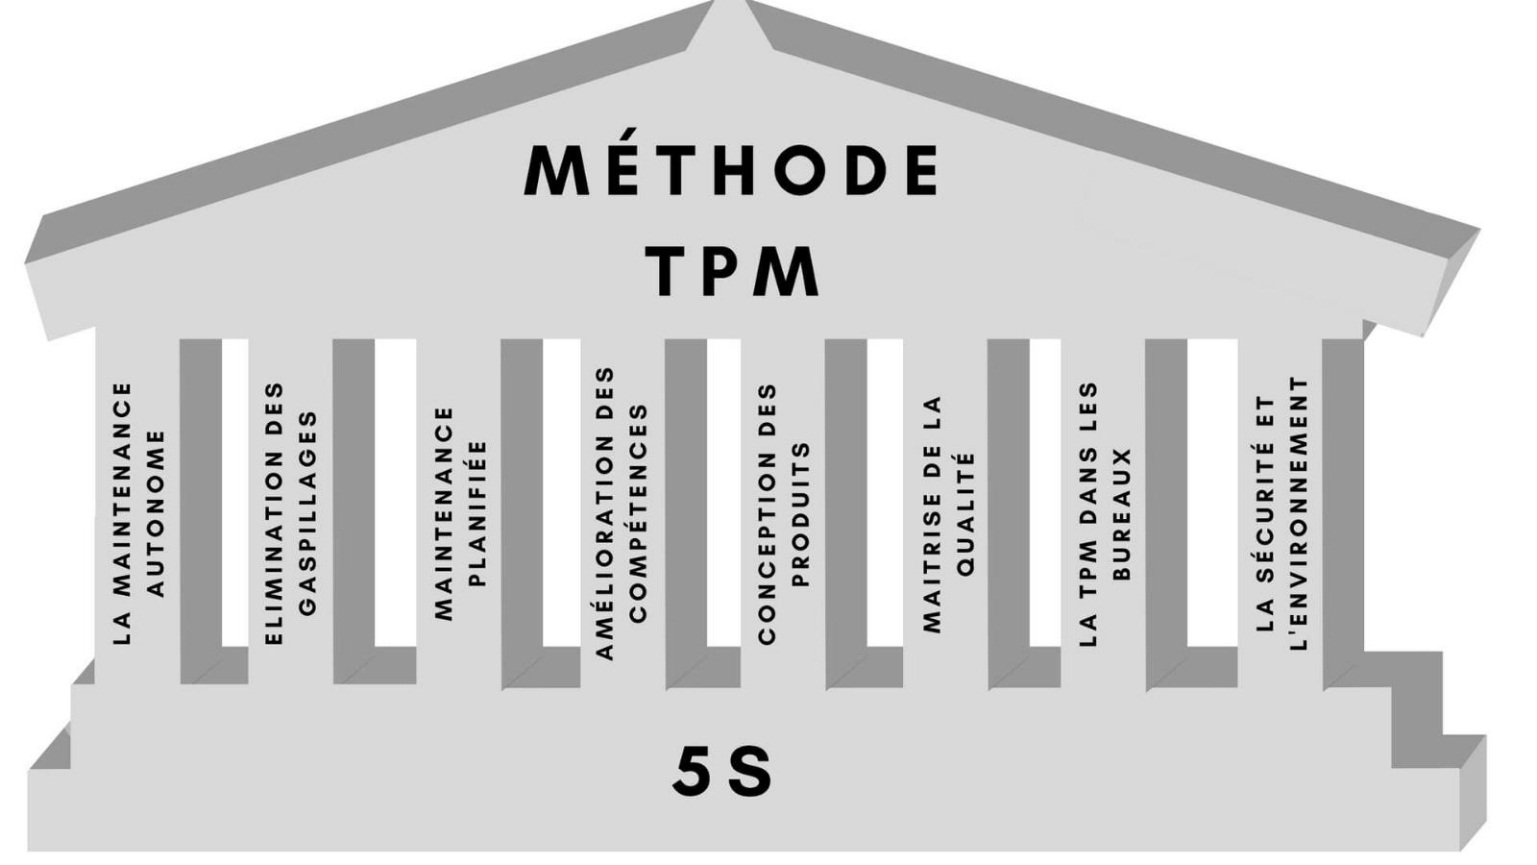 MÉTHODE
TPM
LA MAINTENANCE
AUTONOME
ELIMINATION DES
GASPILLAGES
MAINTENANCE
PLANIFIÉE
AMÉLIORATION DES
COMPÉTENCES
CONCEPTION DES
PRODUITS
MAITRISE DE LA
QUALITÉ
LA TPM DANS LES
BUREAUX
LA SÉCURITÉ ET
L'ENVIRONNEMENT
5S